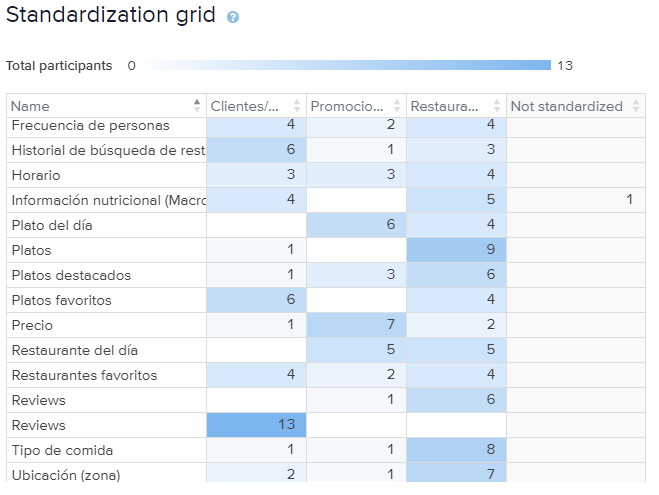 Standardization grid ?
Total participants 0 13
Name Clientes/... Promocio... Restaura... Not standardized
Frecuencia de personas 4 2 4
Historial de búsqueda de rest 6 1 3
Horario 3 3 4
Información nutricional (Macro 4 5 1
Plato del día 6 4
Platos 1 9
Platos destacados 1 3 6
Platos favoritos 6 4
Precio 1 7 2
Restaurante del día 5 5
Restaurantes favoritos 4 2 4
Reviews 1 6
Reviews 13
Tipo de comida 1 1 8
Ubicación (zona) 2 1 7